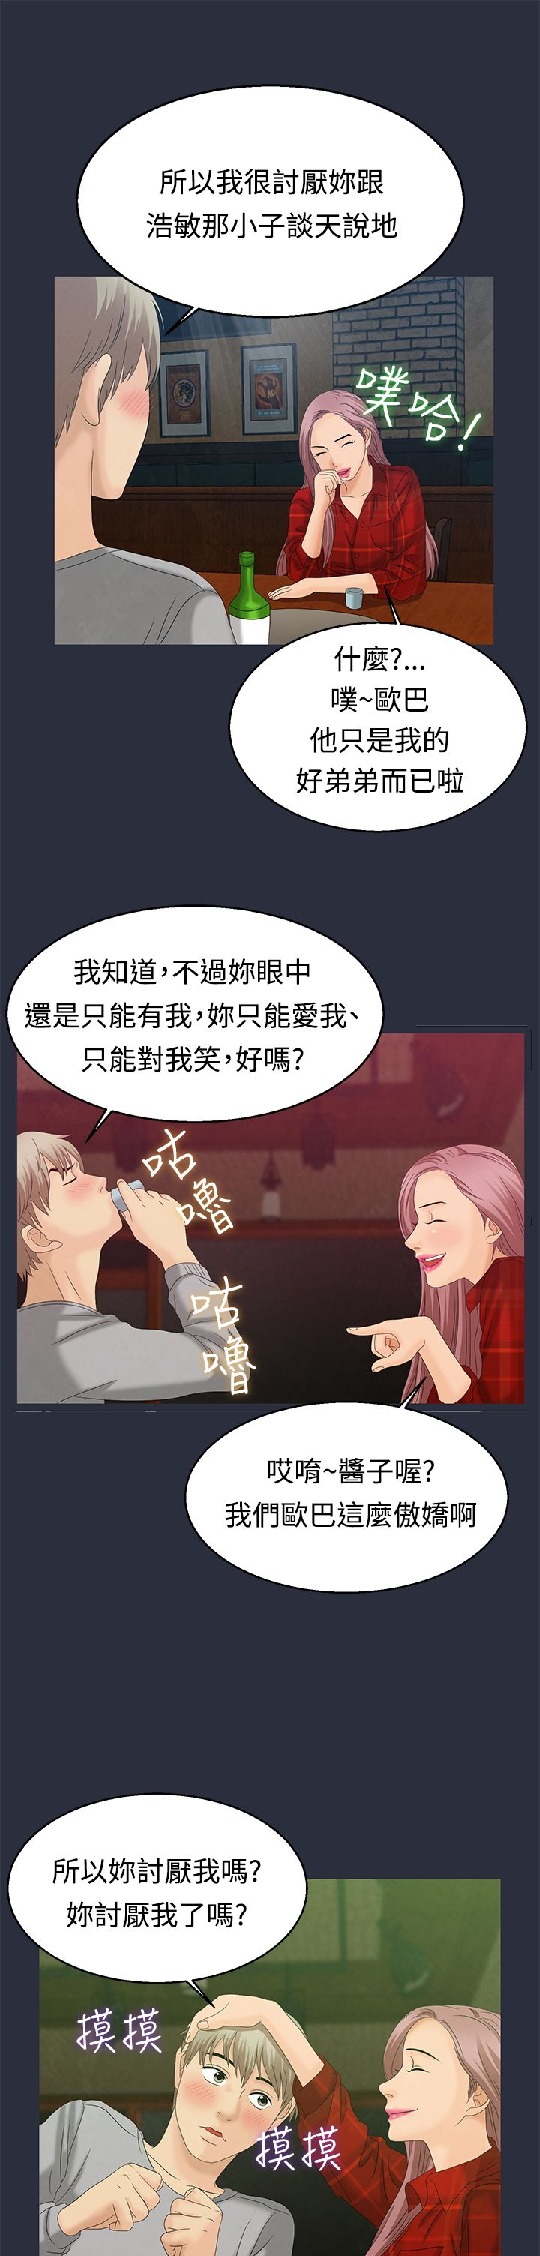 所以我很討厭妳跟
浩敏那小子談天說地
噗哈!
什麼?...
噗~歐巴
他只是我的
好弟弟而已啦
我知道,不過妳眼中
還是只能有我,妳只能愛我、
只能對我笑,好嗎?
咕嚕
咕嚕
哎唷~醬子喔?
我們歐巴這麼傲嬌啊
所以妳討厭我嗎?
妳討厭我了嗎?
摸摸
摸摸